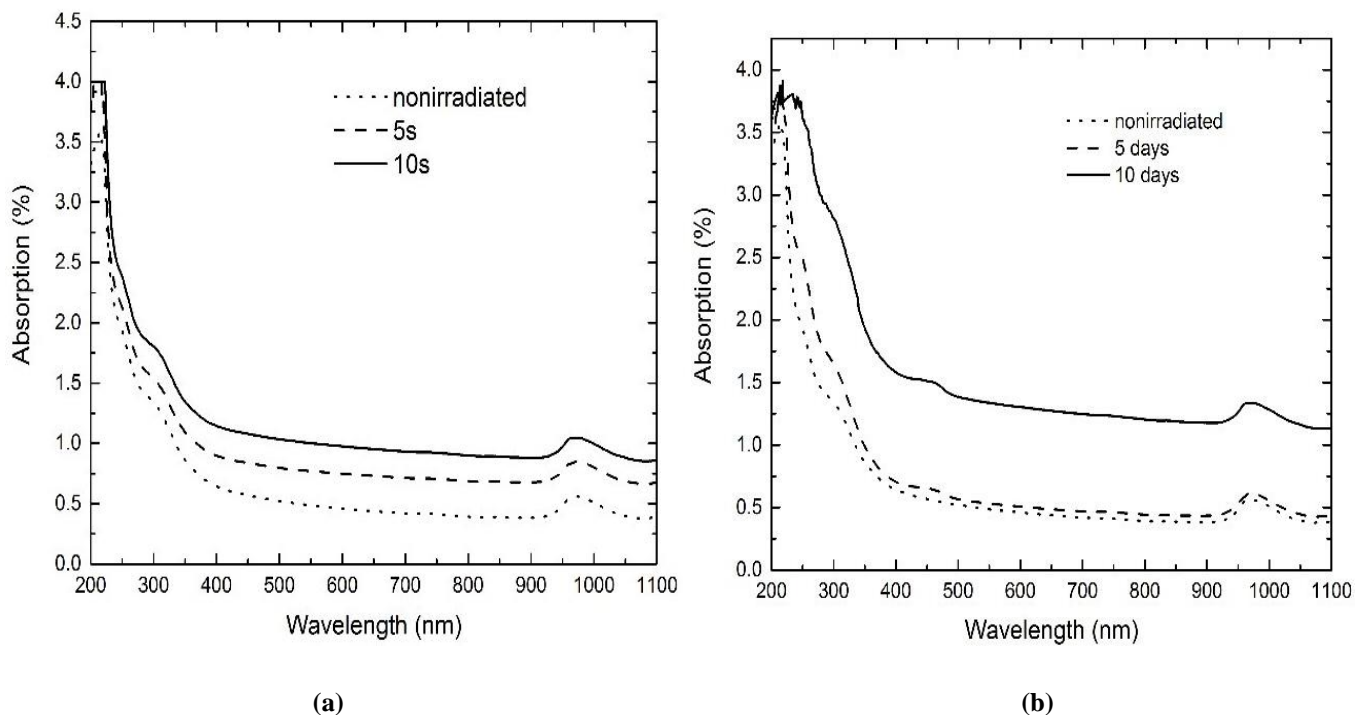 4.5
4.0
3.5
3.0
2.5
2.0
1.5
1.0
0.5
0.0
Absorption (%)
nonirradiated
5s
10s
200 300 400 500 600 700 800 900 1000 1100
Wavelength (nm)
(a)
4.0
3.5
3.0
2.5
2.0
1.5
1.0
0.5
0.0
Absorption (%)
nonirradiated
5 days
10 days
200 300 400 500 600 700 800 900 1000 1100
Wavelength (nm)
(b)